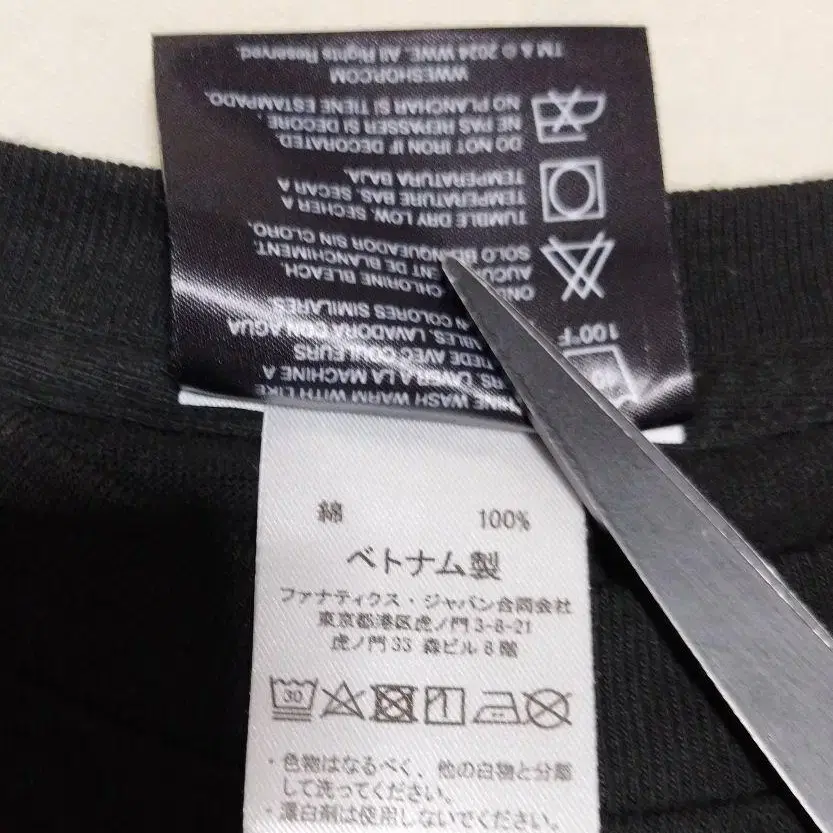 WASH WARM WITH LIKE
LAVER A LA MACHINE A
TIEDE AVEC COULEURS
LAVADORA CON AGUA
COLORES SIMILARES.
100°F
CHLORINE BLEACH.
DE BLANCHIMENT.
SOLO BLANQUEADOR SIN CLORO.
TUMBLE DRY LOW. SECHER A
TEMPERATURE BAS. SECAR A
TEMPERATURA BAJA.
DO NOT IRON IF DECORATED.
NE PAS REPASSER SI DECORE,
NO PLANCHAR SI TIENE ESTAMPADO.
WWESHOP.COM
TM & © 2024 WWE. All Rights Reserved.
綿 100%
ベトナム製
ファナティクス・ジャパン合同会社
東京都港区虎ノ門3-8-21
虎ノ門33 森ビル8階
30
・色物はなるべく、他の白物と分離
して洗ってください。
・漂白剤は使用しないでください。